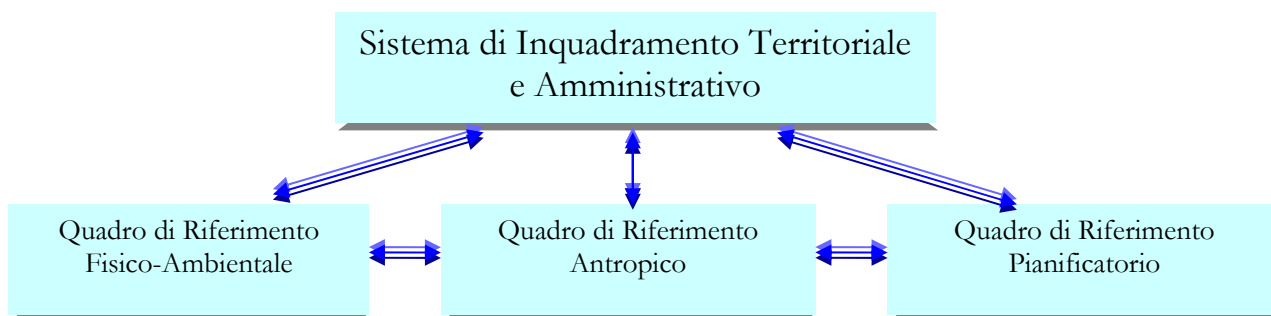 Sistema di Inquadramento Territoriale
e Amministrativo
Quadro di Riferimento
Fisico-Ambientale
Quadro di Riferimento
Antropico
Quadro di Riferimento
Pianificatorio